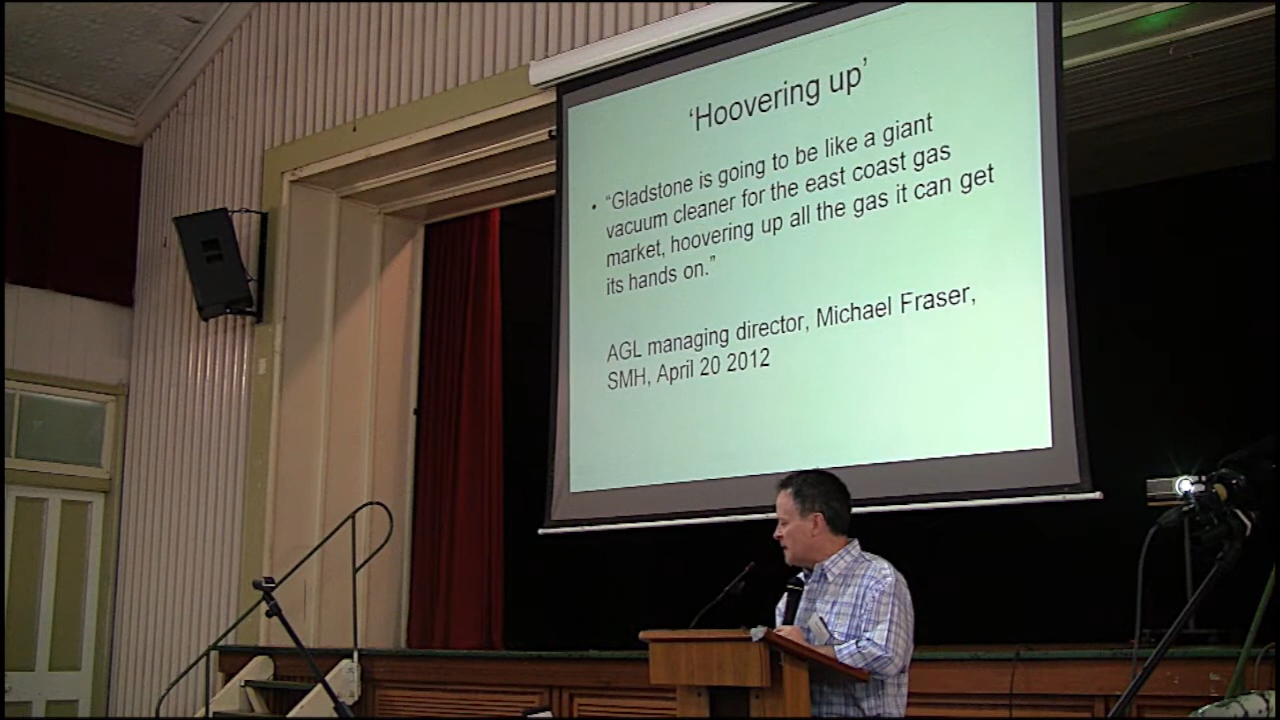 ‘Hoovering up’
• “Gladstone is going to be like a giant
vacuum cleaner for the east coast gas
market, hoovering up all the gas it can get
its hands on.”
AGL managing director, Michael Fraser,
SMH, April 20 2012